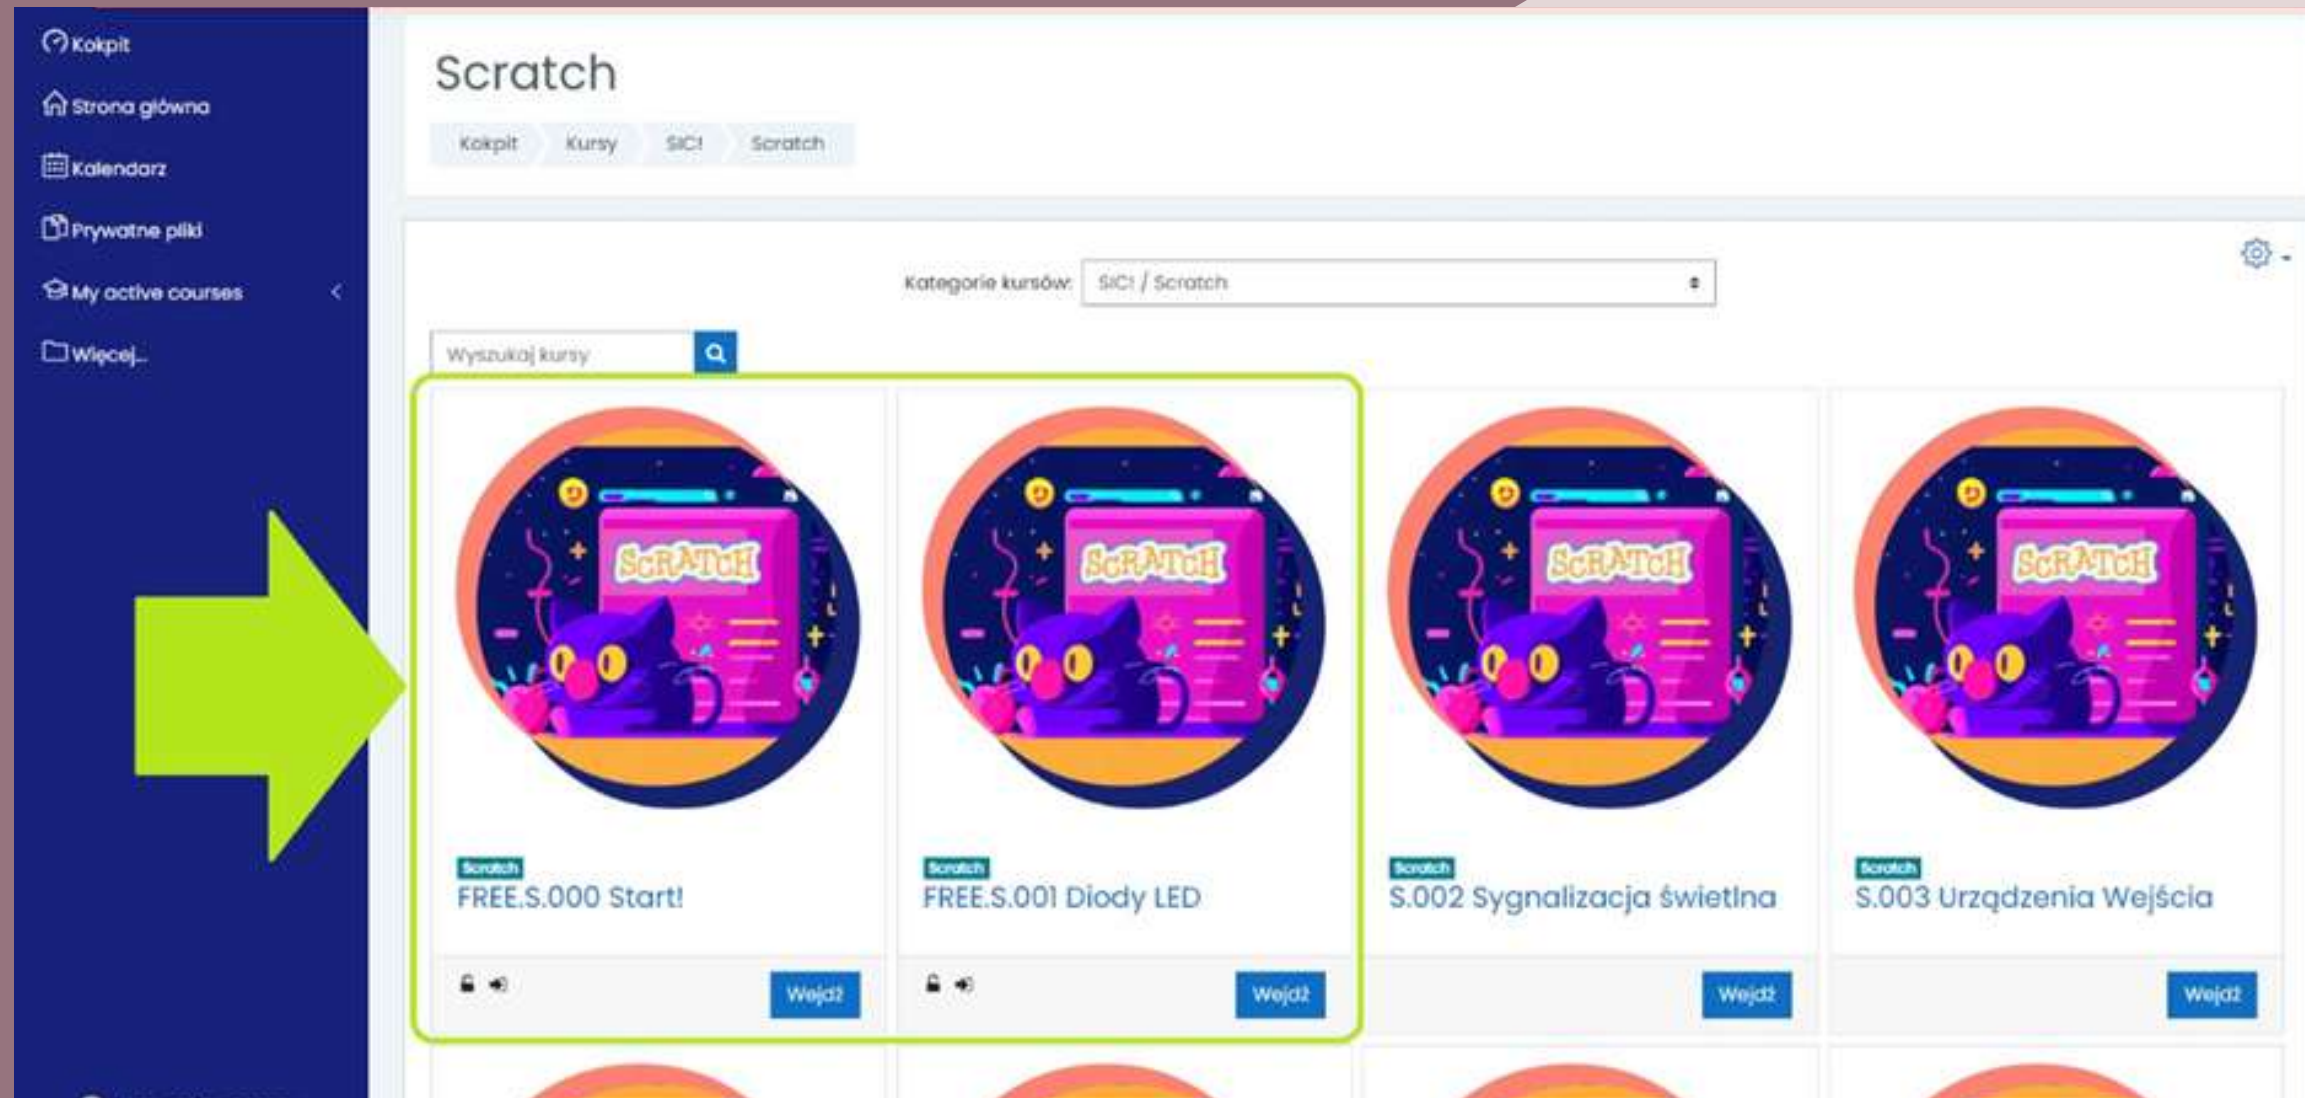 Kokpit
Strona główna
Kalendarz
Prywatne pliki
My active courses
Więcej...
Scratch
Kokpit Kursy SIC! Scratch
Kategorie kursów: SIC! / Scratch
Wyszukaj kursy
SCRATCH SCRATCH SCRATCH SCRATCH
Scratch Scratch Scratch Scratch
FREE.S.000 Start! FREE.S.001 Diody LED S.002 Sygnalizacja świetlna S.003 Urządzenia Wejścia
Wejdź Wejdź Wejdź Wejdź